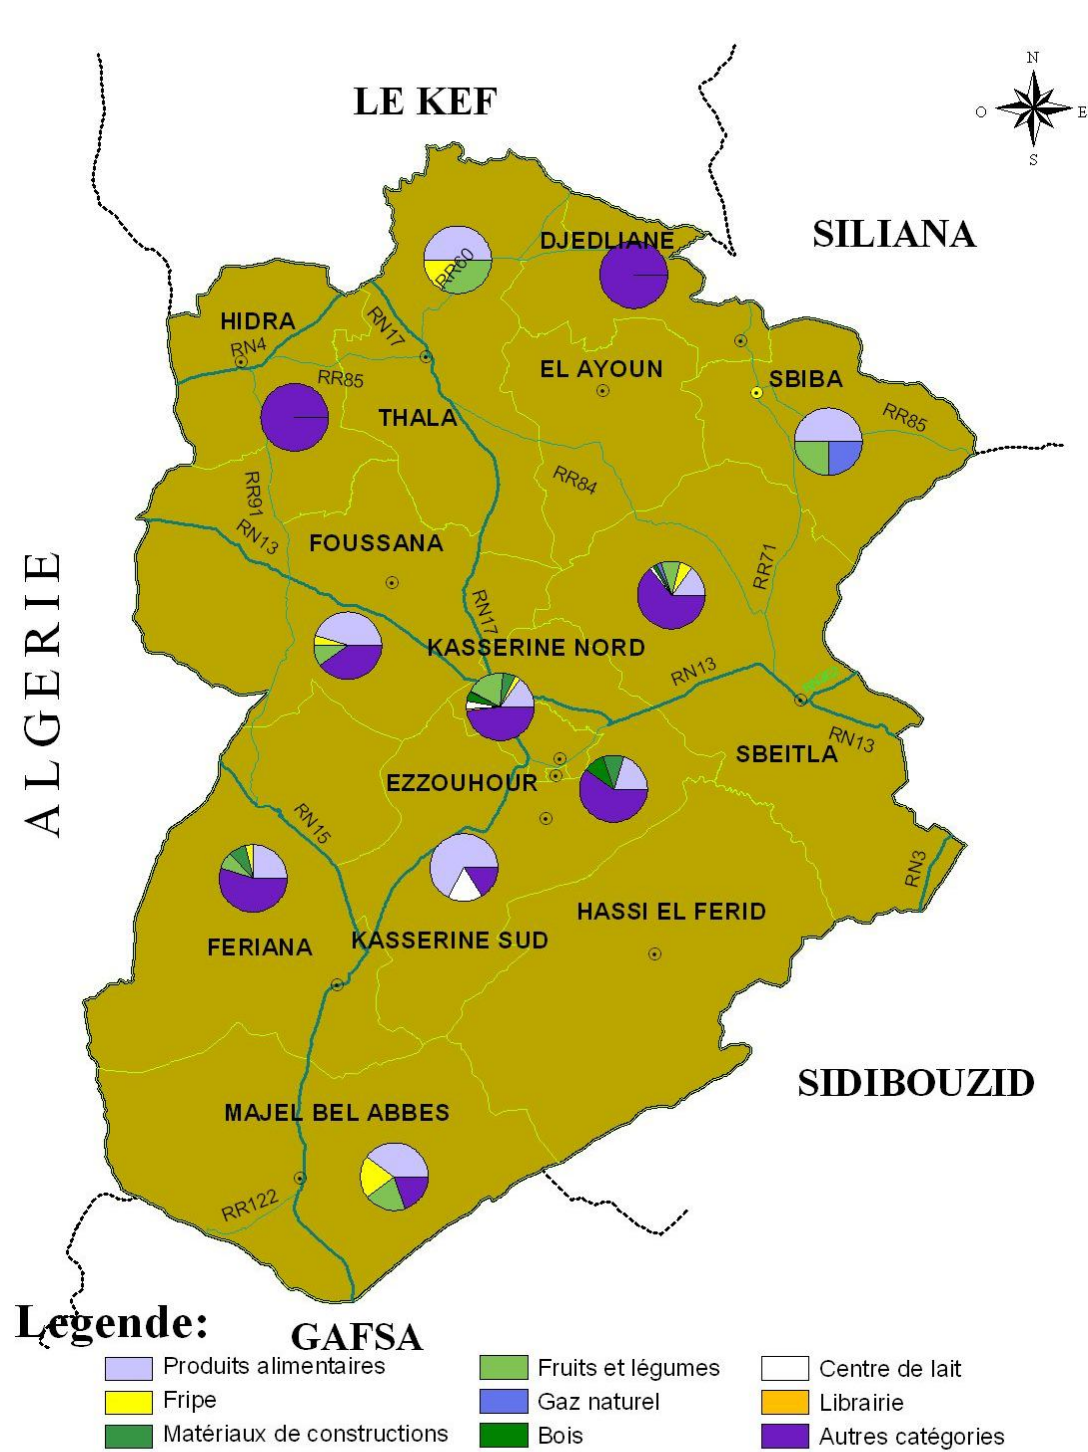 N
LE KEF
O E
S
SILIANA
DJEDLIANE
RR60
HIDRA
RN17
RN4
EL AYOUN
SBIBA
RR85
THALA
RR85
RR84
RR91
RN13
FOUSSANA
RR71
ALGERIE
RN17
KASSERINE NORD
RN13
RN13
SBEITLA
EZZOUHOUR
RN15
RN3
HASSI EL FERID
KASSERINE SUD
FERIANA
SIDIBOUZID
MAJEL BEL ABBES
RR122
Legende:
GAFSA
Produits alimentaires
Fruits et légumes
Centre de lait
Fripe
Gaz naturel
Librairie
Matériaux de constructions
Bois
Autres catégories